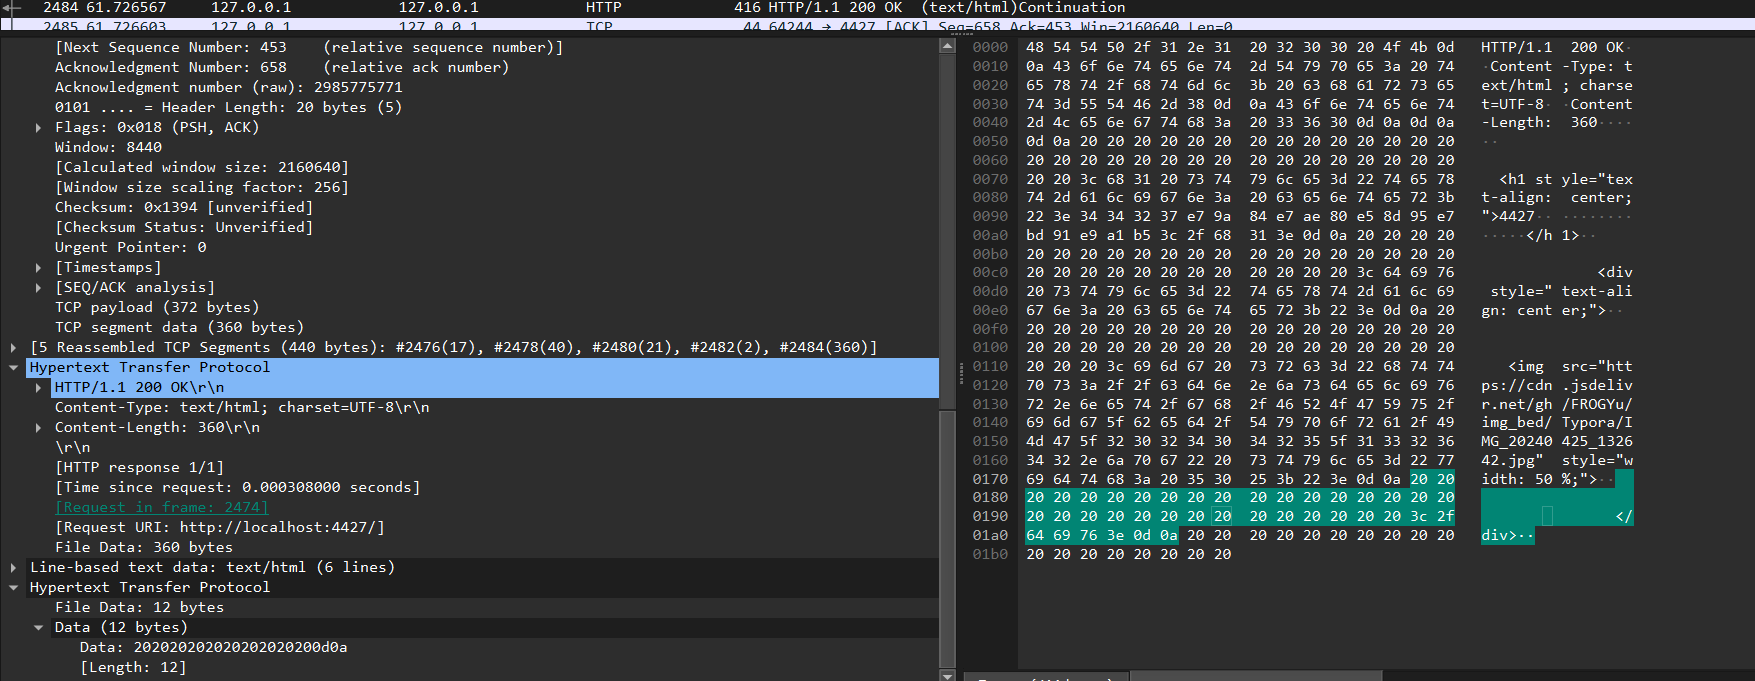 2484 61.726567 127.0.0.1 127.0.0.1 HTTP 416 HTTP/1.1 200 OK (text/html)Continuation
2485 61.726603 127.0.0.1 127.0.0.1 TCP 44 64244 → 4427 [ACK] Seq=658 Ack=453 Win=2160640 Len=0
[Next Sequence Number: 453 (relative sequence number)]
Acknowledgment Number: 658 (relative ack number)
Acknowledgment number (raw): 2985775771
0101 .... = Header Length: 20 bytes (5)
Flags: 0x018 (PSH, ACK)
Window: 8440
[Calculated window size: 2160640]
[Window size scaling factor: 256]
Checksum: 0x1394 [unverified]
[Checksum Status: Unverified]
Urgent Pointer: 0
[Timestamps]
[SEQ/ACK analysis]
TCP payload (372 bytes)
TCP segment data (360 bytes)
[5 Reassembled TCP Segments (440 bytes): #2476(17), #2478(40), #2480(21), #2482(2), #2484(360)]
Hypertext Transfer Protocol
HTTP/1.1 200 OK\r\n
Content-Type: text/html; charset=UTF-8\r\n
Content-Length: 360\r\n
\r\n
[HTTP response 1/1]
[Time since request: 0.000308000 seconds]
[Request in frame: 2474]
[Request URI: http://localhost:4427/]
File Data: 360 bytes
Line-based text data: text/html (6 lines)
Hypertext Transfer Protocol
File Data: 12 bytes
Data (12 bytes)
Data: 202020202020202020200d0a
[Length: 12]
0000 48 54 54 50 2f 31 2e 31 20 32 30 30 20 4f 4b 0d HTTP/1.1 200 OK·
0010 0a 43 6f 6e 74 65 6e 74 2d 54 79 70 65 3a 20 74 ·Content -Type: t
0020 65 78 74 2f 68 74 6d 6c 3b 20 63 68 61 72 73 65 ext/html ; charse
0030 74 3d 55 54 46 2d 38 0d 0a 43 6f 6e 74 65 6e 74 t=UTF-8· ·Content
0040 2d 4c 65 6e 67 74 68 3a 20 33 36 30 0d 0a 0d 0a -Length: 360····
0050 0d 0a 20 20 20 20 20 20 20 20 20 20 20 20 20 20 ··
0060 20 20 20 20 20 20 20 20 20 20 20 20 20 20 20 20
0070 20 20 3c 68 31 20 73 74 79 6c 65 3d 22 74 65 78 <h1 st yle="tex
0080 74 2d 61 6c 69 67 6e 3a 20 63 65 6e 74 65 72 3b t-align: center;
0090 22 3e 34 34 32 37 e7 9a 84 e7 ae 80 e5 8d 95 e7 ">4427·· ········
00a0 bd 91 e9 a1 b5 3c 2f 68 31 3e 0d 0a 20 20 20 20 ·····</h 1>··
00b0 20 20 20 20 20 20 20 20 20 20 20 20 20 20 20 20
00c0 20 20 20 20 20 20 20 20 20 20 20 20 3c 64 69 76 <div
00d0 20 73 74 79 6c 65 3d 22 74 65 78 74 2d 61 6c 69 style=" text-ali
00e0 67 6e 3a 20 63 65 6e 74 65 72 3b 22 3e 0d 0a 20 gn: cent er;">··
00f0 20 20 20 20 20 20 20 20 20 20 20 20 20 20 20 20
0100 20 20 20 20 20 20 20 20 20 20 20 20 20 20 20 20
0110 20 20 20 3c 69 6d 67 20 73 72 63 3d 22 68 74 74 <img src="htt
0120 70 73 3a 2f 2f 63 64 6e 2e 6a 73 64 65 6c 69 76 ps://cdn .jsdeliv
0130 72 2e 6e 65 74 2f 67 68 2f 46 52 4f 47 59 75 2f r.net/gh /FROGYu/
0140 69 6d 67 5f 62 65 64 2f 54 79 70 6f 72 61 2f 49 img_bed/ Typora/I
0150 4d 47 5f 32 30 32 34 30 34 32 35 5f 31 33 32 36 MG_20240 425_1326
0160 34 32 2e 6a 70 67 22 20 73 74 79 6c 65 3d 22 77 42.jpg" style="w
0170 69 64 74 68 3a 20 35 30 25 3b 22 3e 0d 0a 20 20 idth: 50 %;">··
0180 20 20 20 20 20 20 20 20 20 20 20 20 20 20 20 20
0190 20 20 20 20 20 20 20 20 20 20 20 20 20 20 3c 2f </
01a0 64 69 76 3e 0d 0a 20 20 20 20 20 20 20 20 20 20 div>··
01b0 20 20 20 20 20 20 20 20